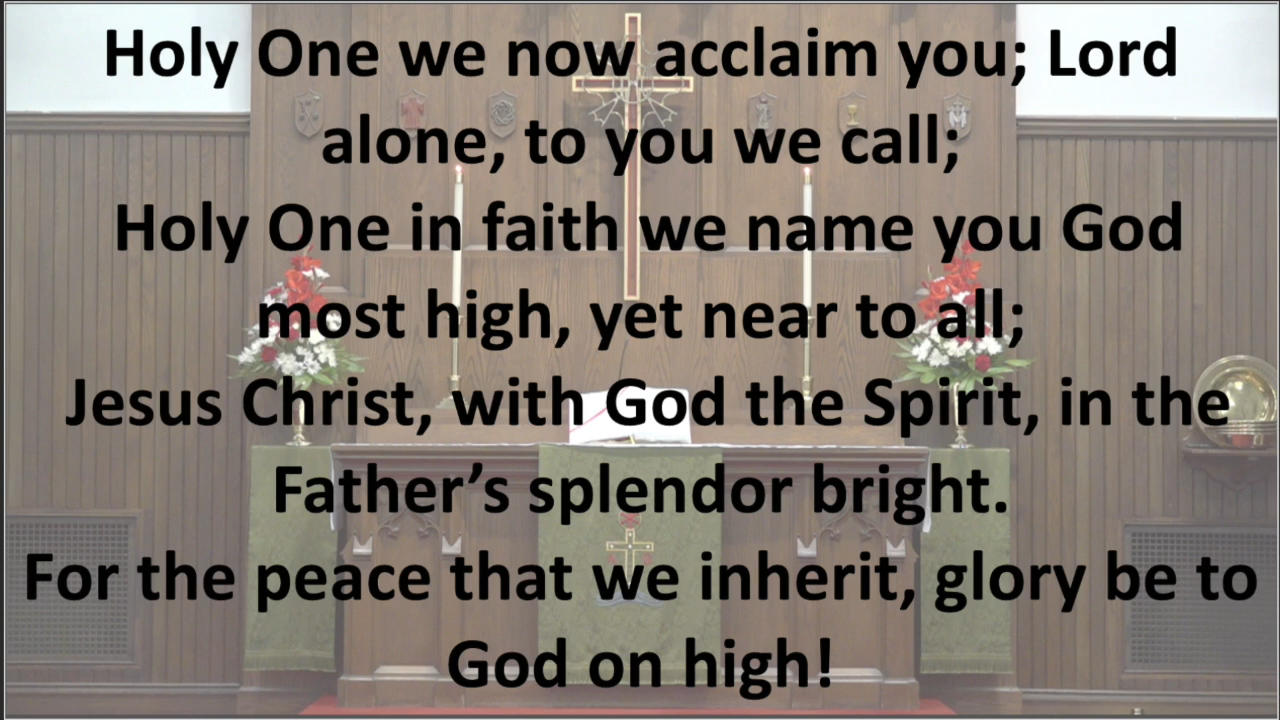 Holy One we now acclaim you; Lord
alone, to you we call;
Holy One in faith we name you God
most high, yet near to all;
Jesus Christ, with God the Spirit, in the
Father’s splendor bright.
For the peace that we inherit, glory be to
God on high!